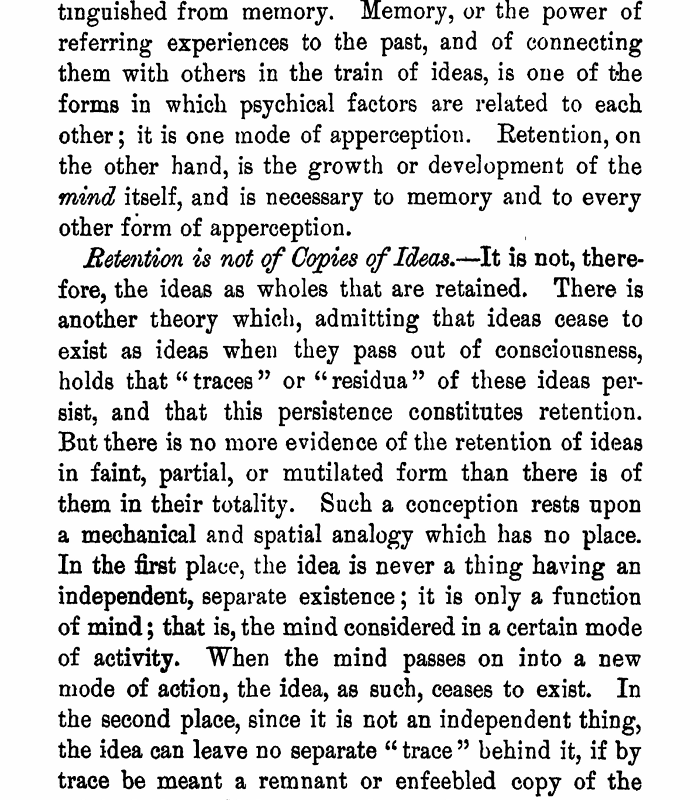 tinguished from memory. Memory, or the power of
referring experiences to the past, and of connecting
them with others in the train of ideas, is one of the
forms in which psychical factors are related to each
other; it is one mode of apperception. Retention, on
the other hand, is the growth or development of the
mind itself, and is necessary to memory and to every
other form of apperception.
Retention is not of Copies of Ideas.—It is not, there-
fore, the ideas as wholes that are retained. There is
another theory which, admitting that ideas cease to
exist as ideas when they pass out of consciousness,
holds that “traces” or “residua” of these ideas per-
sist, and that this persistence constitutes retention.
But there is no more evidence of the retention of ideas
in faint, partial, or mutilated form than there is of
them in their totality. Such a conception rests upon
a mechanical and spatial analogy which has no place.
In the first place, the idea is never a thing having an
independent, separate existence; it is only a function
of mind; that is, the mind considered in a certain mode
of activity. When the mind passes on into a new
mode of action, the idea, as such, ceases to exist. In
the second place, since it is not an independent thing,
the idea can leave no separate “trace” behind it, if by
trace be meant a remnant or enfeebled copy of the